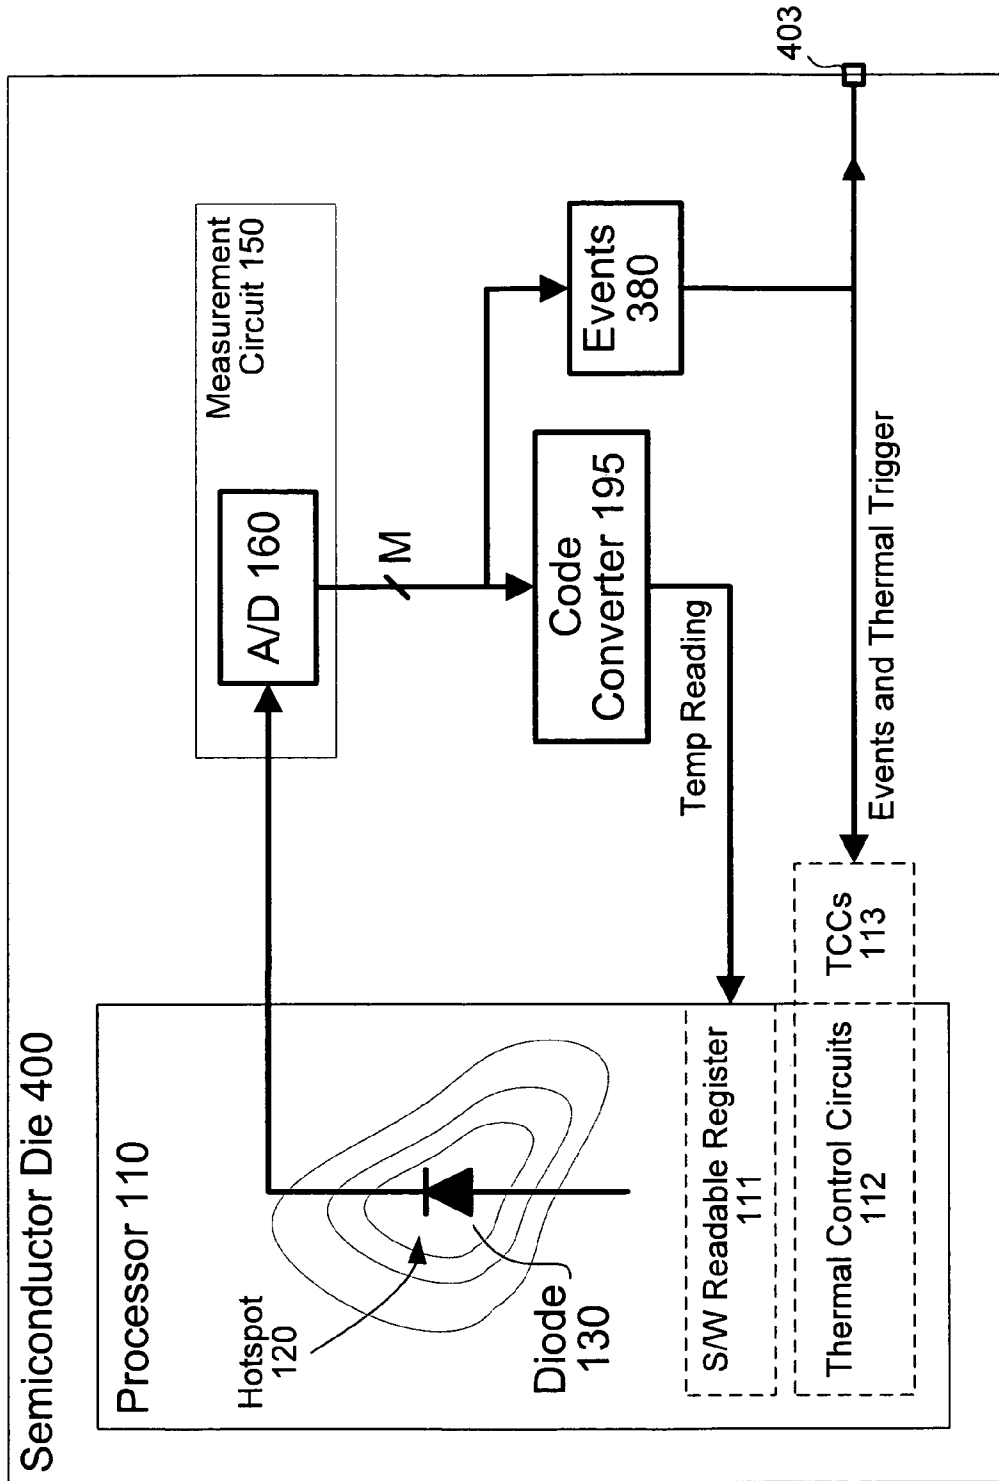 Semiconductor Die 400
Processor 110
Hotspot
120
Diode
130
S/W Readable Register
111
Thermal Control Circuits
112
TCCs
113
Measurement
Circuit 150
A/D 160
M
Code
Converter 195
Events
380
Temp Reading
Events and Thermal Trigger
403